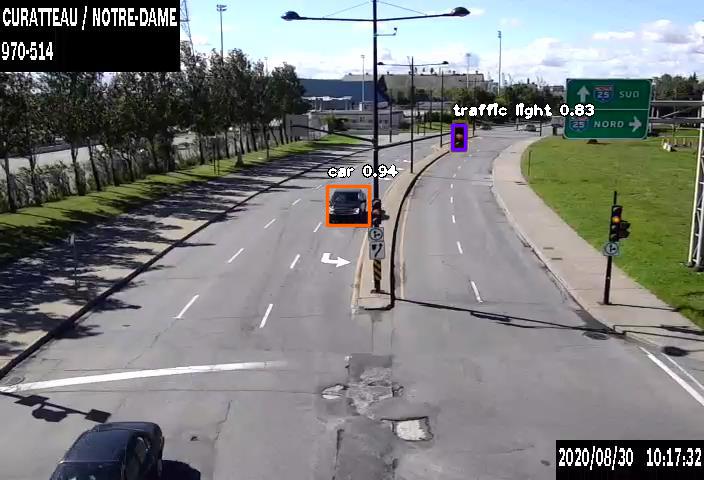 CURATTEAU / NOTRE-DAME
970-514
traffic light 0.83
25 SUD
25 NORD
car 0.94
2020/08/30 10:17:32